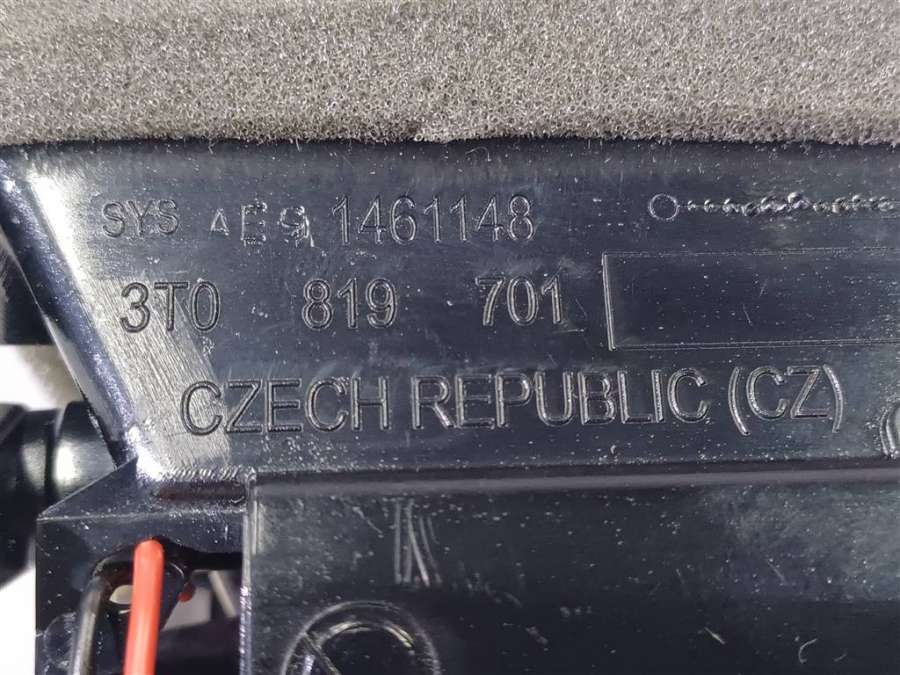 SYS 1461148
3T0 819 701
CZECH REPUBLIC (CZ)